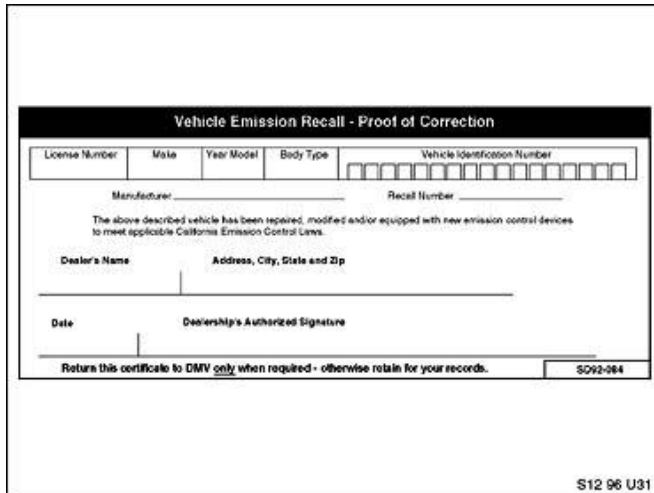 Vehicle Emission Recall - Proof of Correction
License Number Make Year Model Body Type Vehicle Identification Number
Manufacturer Recall Number
The above described vehicle has been repaired, modified and/or equipped with new emission control devices
to meet applicable California Emission Control Laws.
Dealer's Name Address, City, State and Zip
Date Dealership's Authorized Signature
Return this certificate to DMV only when required - otherwise retain for your records. SD92-084
S12 96 U31